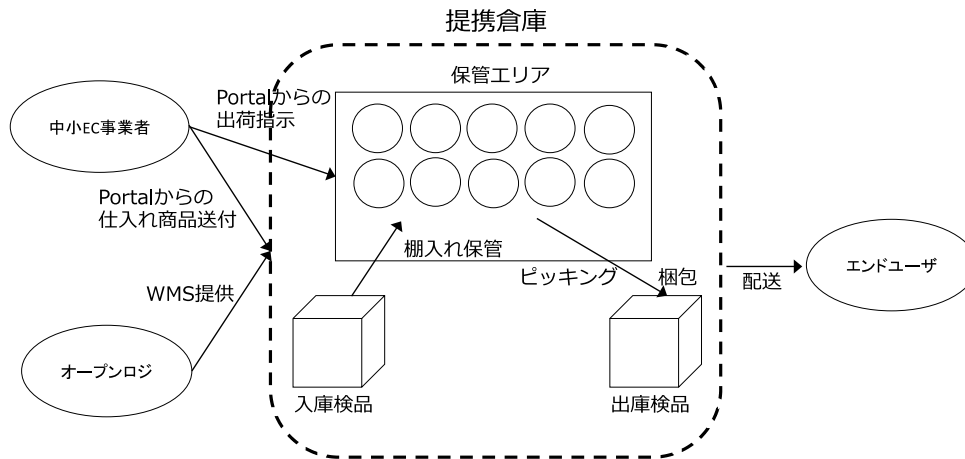 提携倉庫
保管エリア
Portalからの
出荷指示
中小EC事業者
Portalからの
仕入れ商品送付
棚入れ保管
ピッキング
梱包
エンドユーザ
配送
WMS提供
オープンロジ
入庫検品
出庫検品